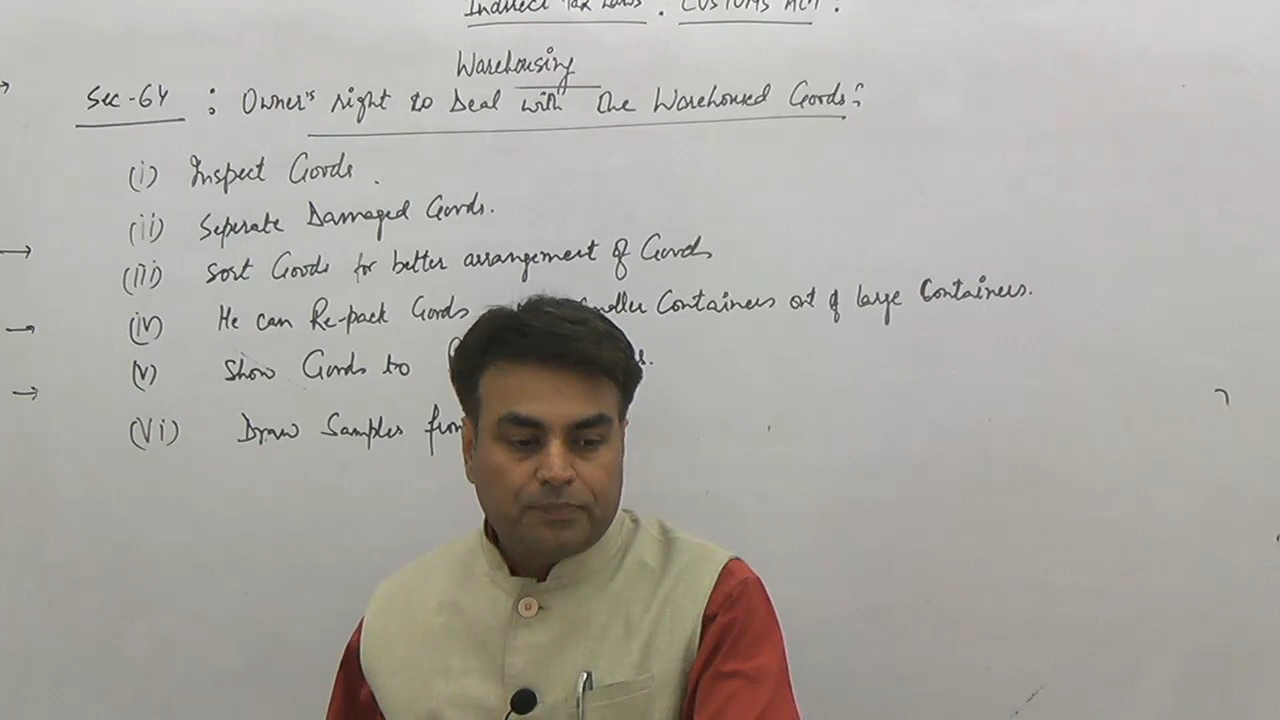 Indirect Tax Laws. CUSTOMS ACT.
Warehousing
Sec-64 : Owner's right to Deal with the Warehoused Goods:
(i) Inspect Goods.
(ii) Seperate Damaged Goods.
(iii) Sort Goods for better arrangement of Goods
(iv) He can Re-pack Goods Containers out of large Containers.
(v) Show Goods to
(vi) Draw Samples from